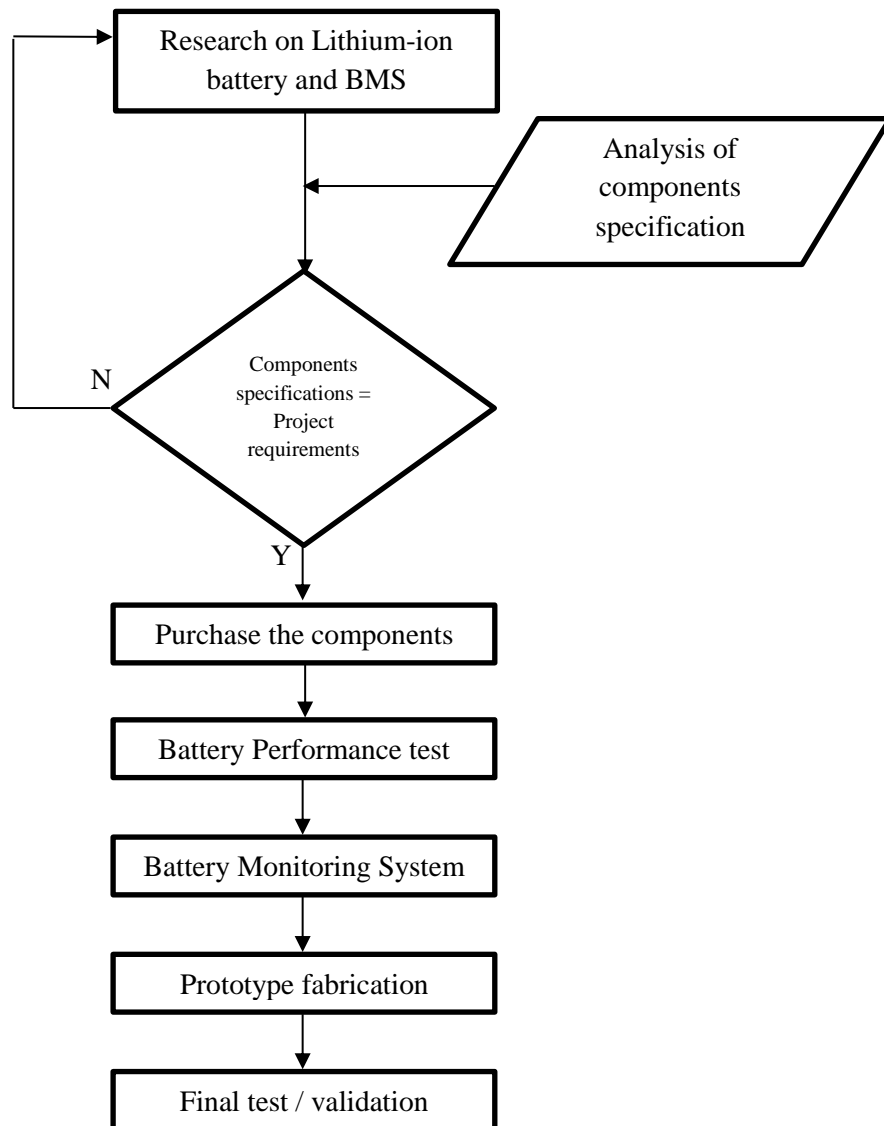 Research on Lithium-ion
battery and BMS
Analysis of
components
specification
Components
specifications =
Project
requirements
N
Y
Purchase the components
Battery Performance test
Battery Monitoring System
Prototype fabrication
Final test / validation